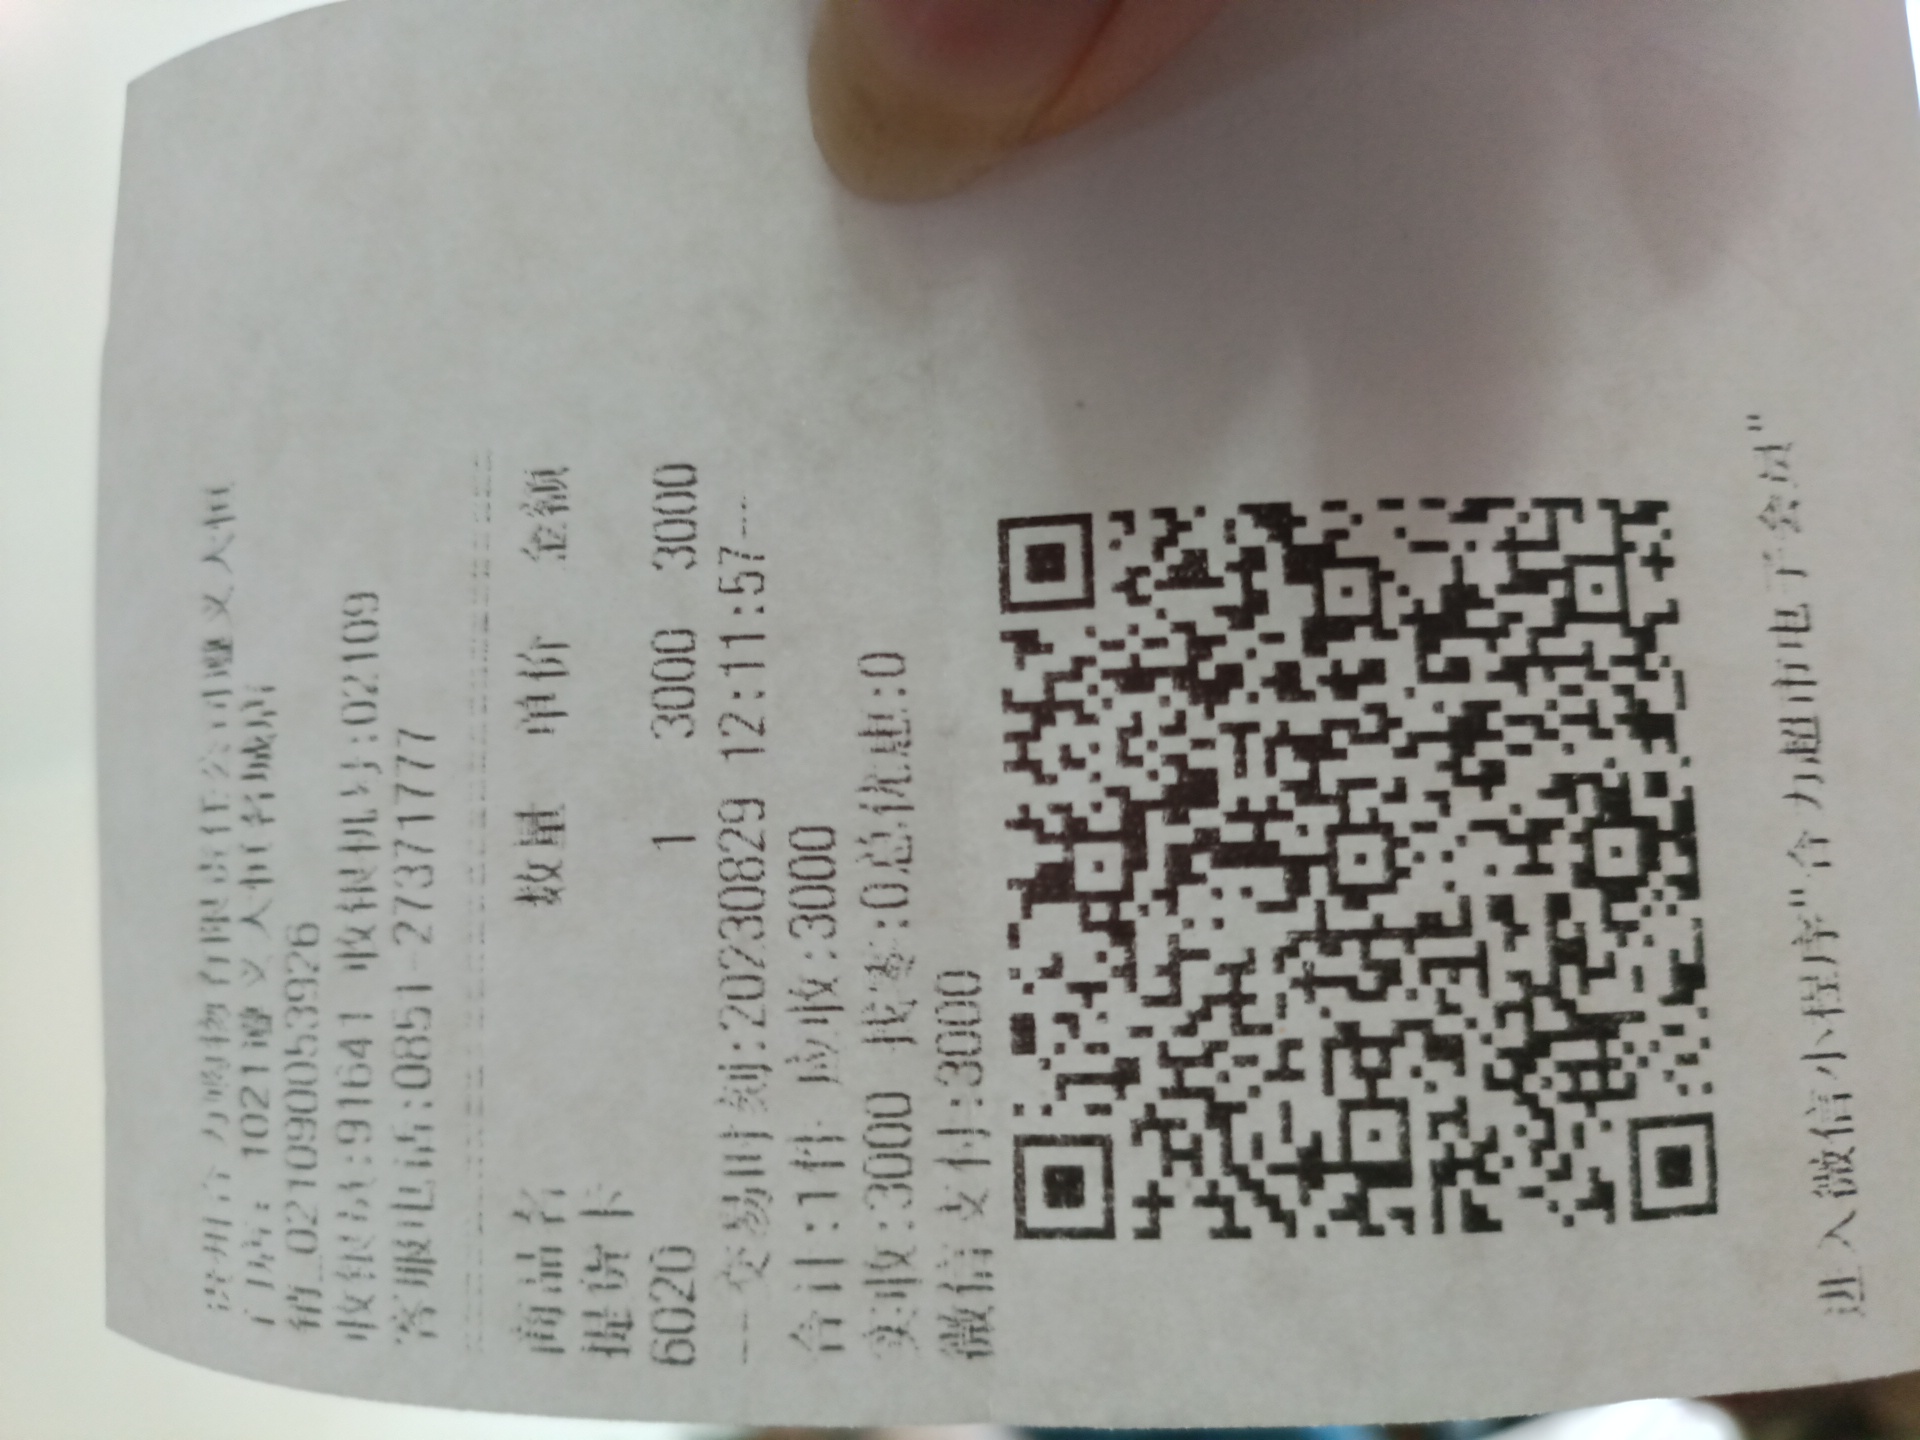 贵州合力购物有限责任公司遵义天恒
门店: 1021遵义天恒名城店
销_0210900053926
收银员:91641 收银机号:02109
客服电话:0851-27371777
商品名 数量 单价 金额
提货卡
6020 1 3000 3000
---交易时刻:20230829 12:11:57---
合计:1件 应收:3000
实收:3000 找零:0总优惠:0
微信支付:3000
进入微信小程序"合力超市电子会员"